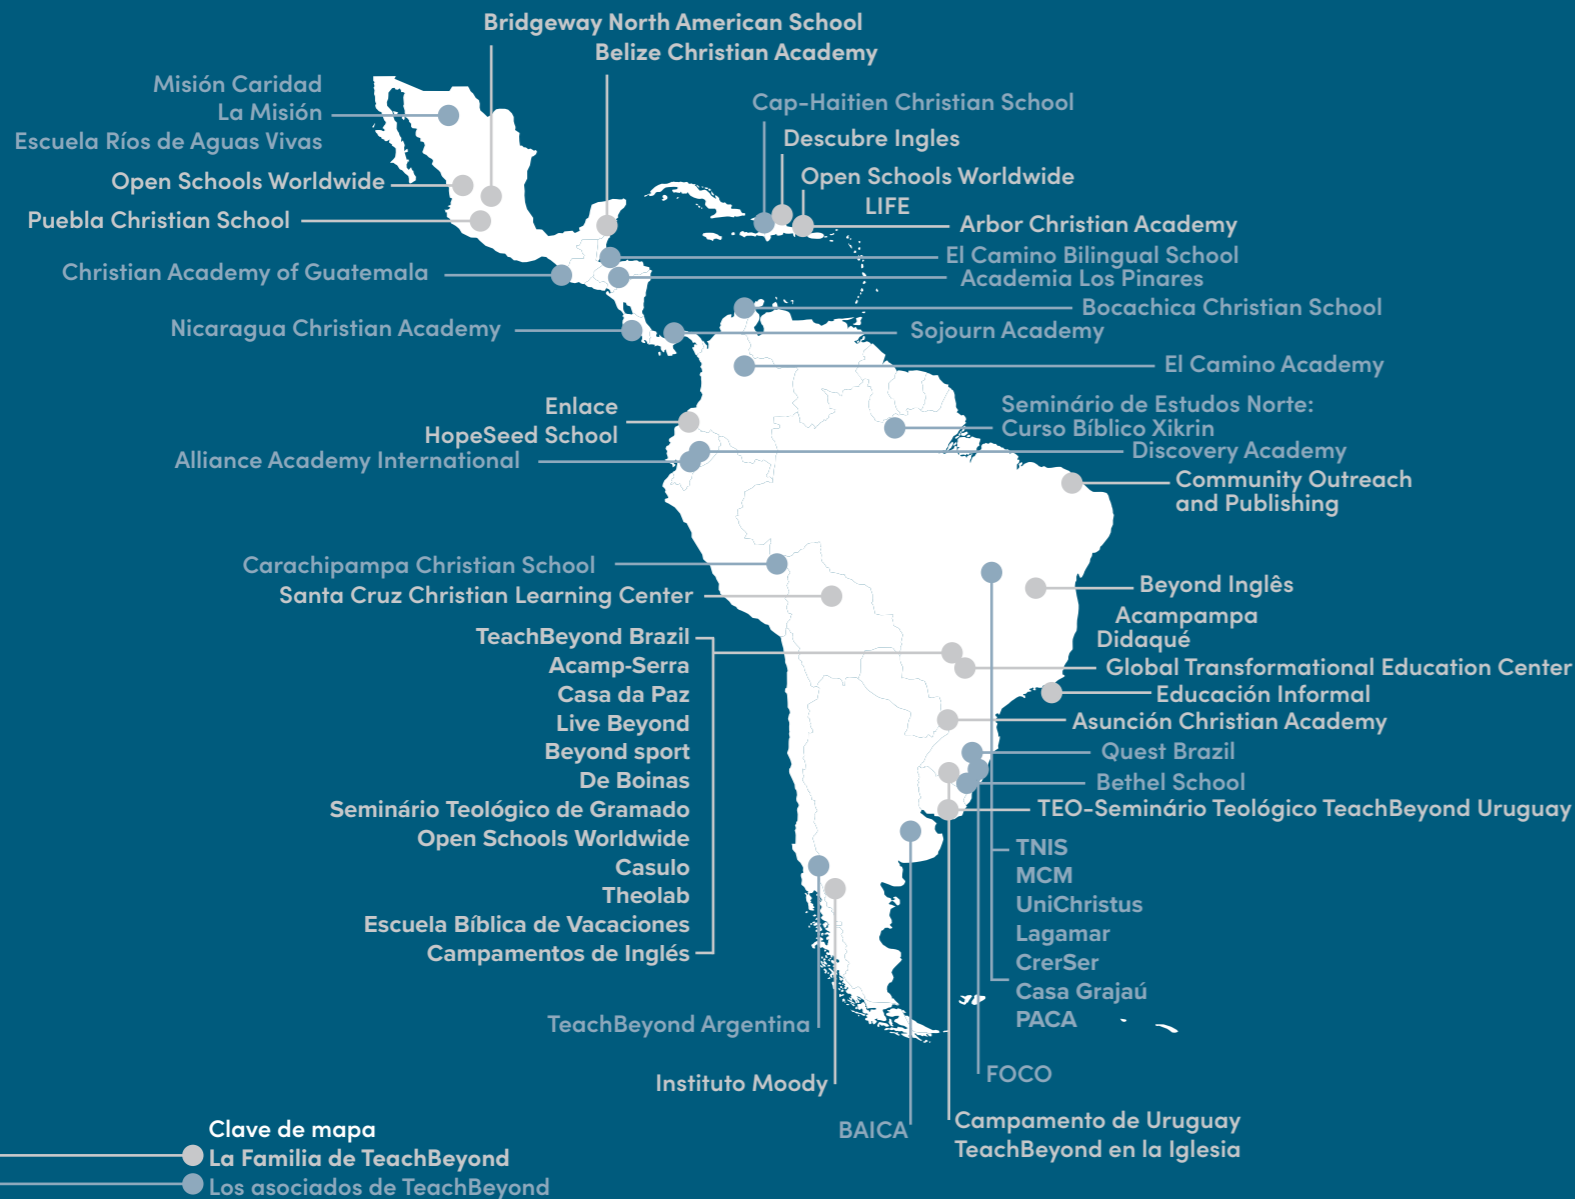 Bridgeway North American School
Belize Christian Academy
Misión Caridad
La Misión
Escuela Ríos de Aguas Vivas
Open Schools Worldwide
Puebla Christian School
Christian Academy of Guatemala
Nicaragua Christian Academy
Cap-Haitien Christian School
Descubre Ingles
Open Schools Worldwide
LIFE
Arbor Christian Academy
El Camino Bilingual School
Academia Los Pinares
Bocachica Christian School
Sojourn Academy
El Camino Academy
Enlace
HopeSeed School
Alliance Academy International
Seminário de Estudos Norte:
Curso Bíblico Xikrin
Discovery Academy
Community Outreach
and Publishing
Carachipampa Christian School
Santa Cruz Christian Learning Center
TeachBeyond Brazil
Acamp-Serra
Casa da Paz
Live Beyond
Beyond sport
De Boinas
Seminário Teológico de Gramado
Open Schools Worldwide
Casulo
Theolab
Escuela Bíblica de Vacaciones
Campamentos de Inglés
Beyond Inglês
Acampampa
Didaqué
Global Transformational Education Center
Educación Informal
Asunción Christian Academy
Quest Brazil
Bethel School
TEO-Seminário Teológico TeachBeyond Uruguay
TNIS
MCM
UniChristus
Lagamar
CrerSer
Casa Grajaú
PACA
TeachBeyond Argentina
Instituto Moody
FOCO
BAICA
Campamento de Uruguay
TeachBeyond en la Iglesia
Clave de mapa
La Familia de TeachBeyond
Los asociados de TeachBeyond